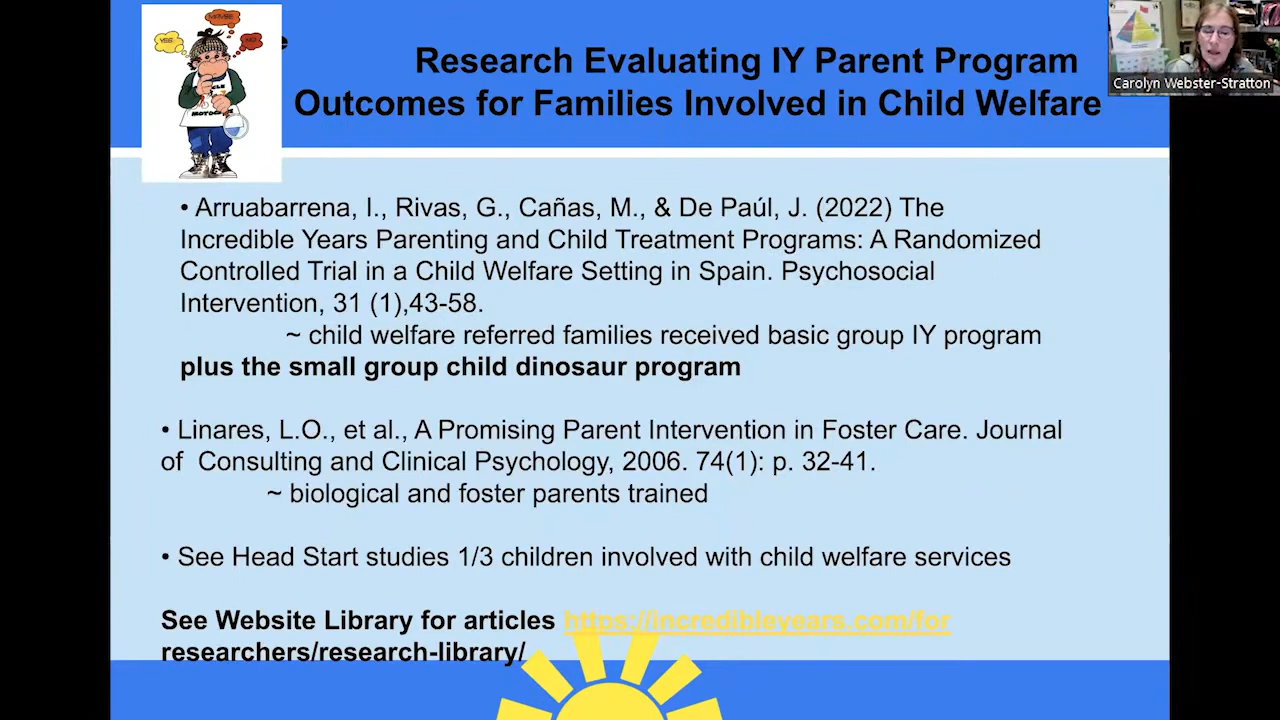 YES
MAYBE
NO
Research Evaluating IY Parent Program
Outcomes for Families Involved in Child Welfare
Carolyn Webster-Stratton
• Arruabarrena, I., Rivas, G., Cañas, M., & De Paúl, J. (2022) The
Incredible Years Parenting and Child Treatment Programs: A Randomized
Controlled Trial in a Child Welfare Setting in Spain. Psychosocial
Intervention, 31 (1),43-58.
~ child welfare referred families received basic group IY program
plus the small group child dinosaur program
• Linares, L.O., et al., A Promising Parent Intervention in Foster Care. Journal
of Consulting and Clinical Psychology, 2006. 74(1): p. 32-41.
~ biological and foster parents trained
• See Head Start studies 1/3 children involved with child welfare services
See Website Library for articles https://incredibleyears.com/for
researchers/research-library/